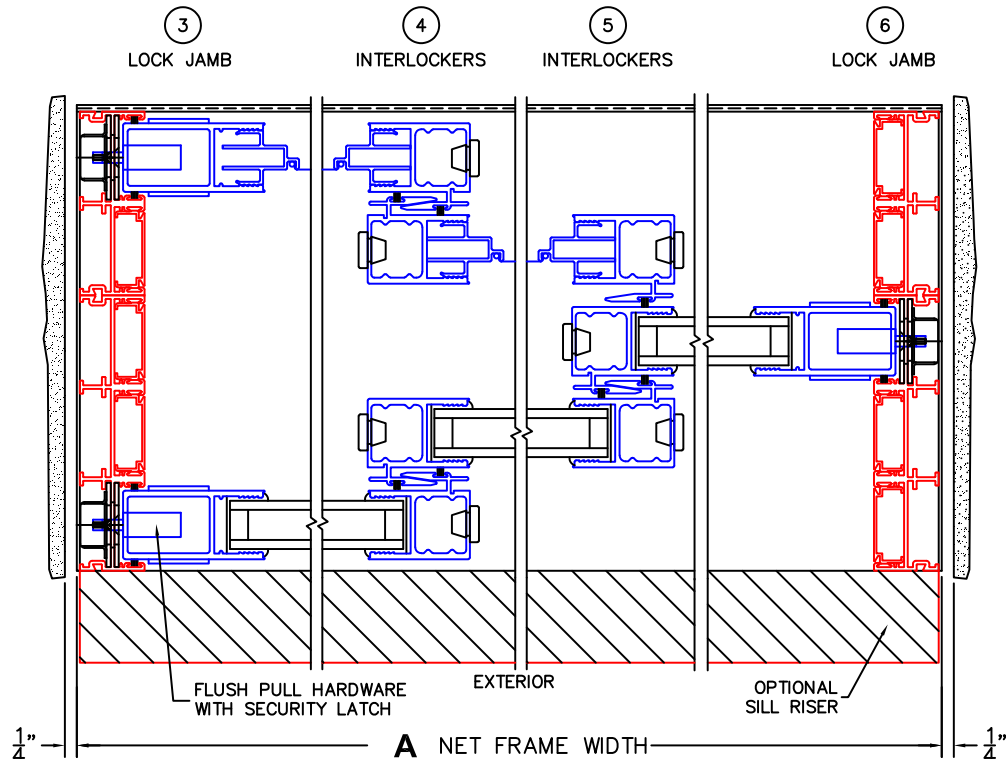 3 4 5 6
LOCK JAMB INTERLOCKERS INTERLOCKERS LOCK JAMB
EXTERIOR
FLUSH PULL HARDWARE
WITH SECURITY LATCH
OPTIONAL
SILL RISER
1/4" A NET FRAME WIDTH 1/4"